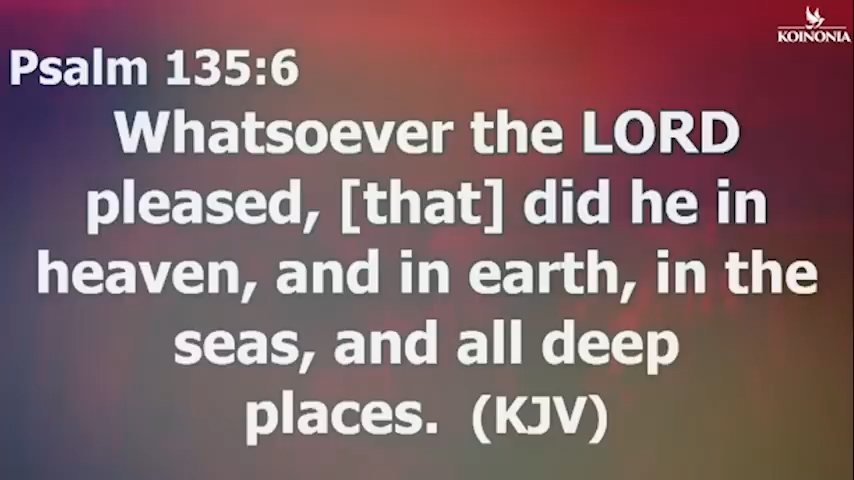 KOINONIA
Psalm 135:6
Whatsoever the LORD
pleased, [that] did he in
heaven, and in earth, in the
seas, and all deep
places. (KJV)